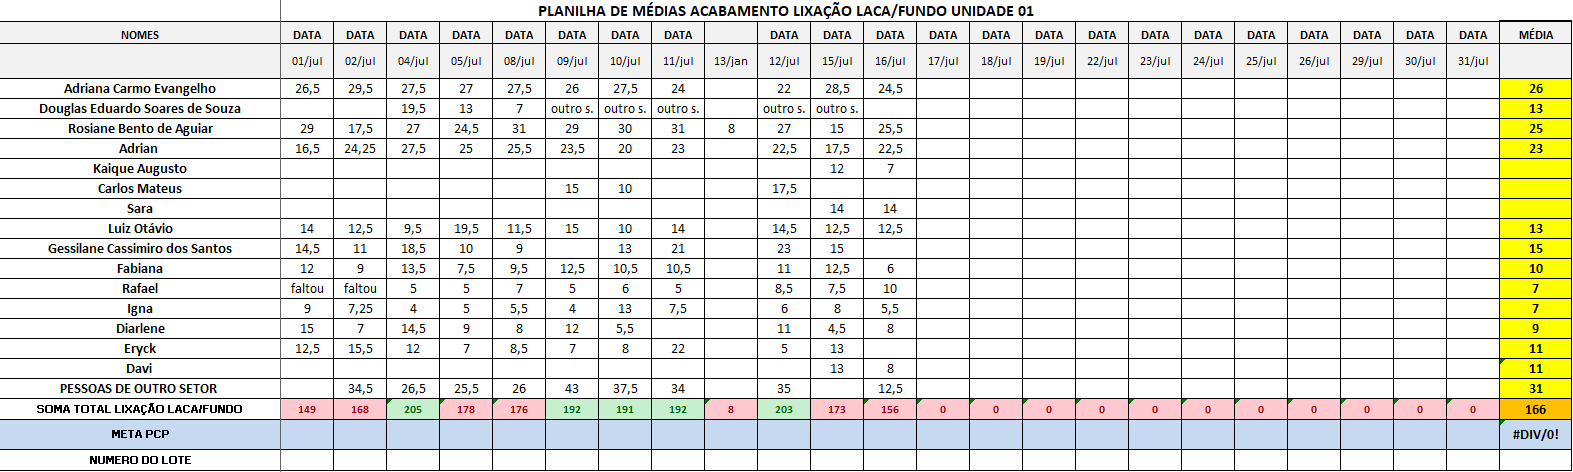 PLANILHA DE MÉDIAS ACABAMENTO LIXAÇÃO LACA/FUNDO UNIDADE 01
NOMES DATA DATA DATA DATA DATA DATA DATA DATA DATA DATA DATA DATA DATA DATA DATA DATA DATA DATA DATA DATA DATA DATA MÉDIA
01/jul 02/jul 04/jul 05/jul 08/jul 09/jul 10/jul 11/jul 13/jan 12/jul 15/jul 16/jul 17/jul 18/jul 19/jul 22/jul 23/jul 24/jul 25/jul 26/jul 29/jul 30/jul 31/jul
Adriana Carmo Evangelho 26,5 29,5 27,5 27 27,5 26 27,5 24 22 28,5 24,5 26
Douglas Eduardo Soares de Souza 19,5 13 7 outro s. outro s. outro s. outro s. outro s. 13
Rosiane Bento de Aguiar 29 17,5 27 24,5 31 29 30 31 8 27 15 25,5 25
Adrian 16,5 24,25 27,5 25 25,5 23,5 20 23 22,5 17,5 22,5 23
Kaique Augusto 12 7
Carlos Mateus 15 10 17,5
Sara 14 14
Luiz Otávio 14 12,5 9,5 19,5 11,5 15 10 14 14,5 12,5 12,5 13
Gessilane Cassimiro dos Santos 14,5 11 18,5 10 9 13 21 23 15 15
Fabiana 12 9 13,5 7,5 9,5 12,5 10,5 10,5 11 12,5 6 10
Rafael faltou faltou 5 5 7 5 6 5 8,5 7,5 10 7
Igna 9 7,25 4 5 5,5 4 13 7,5 6 8 5,5 7
Diarlene 15 7 14,5 9 8 12 5,5 11 4,5 8 9
Eryck 12,5 15,5 12 7 8,5 7 8 22 5 13 11
Davi 13 8 11
PESSOAS DE OUTRO SETOR 34,5 26,5 25,5 26 43 37,5 34 35 12,5 31
SOMA TOTAL LIXAÇÃO LACA/FUNDO 149 168 205 178 176 192 191 192 8 203 173 156 0 0 0 0 0 0 0 0 0 0 0 166
META PCP #DIV/0!
NUMERO DO LOTE